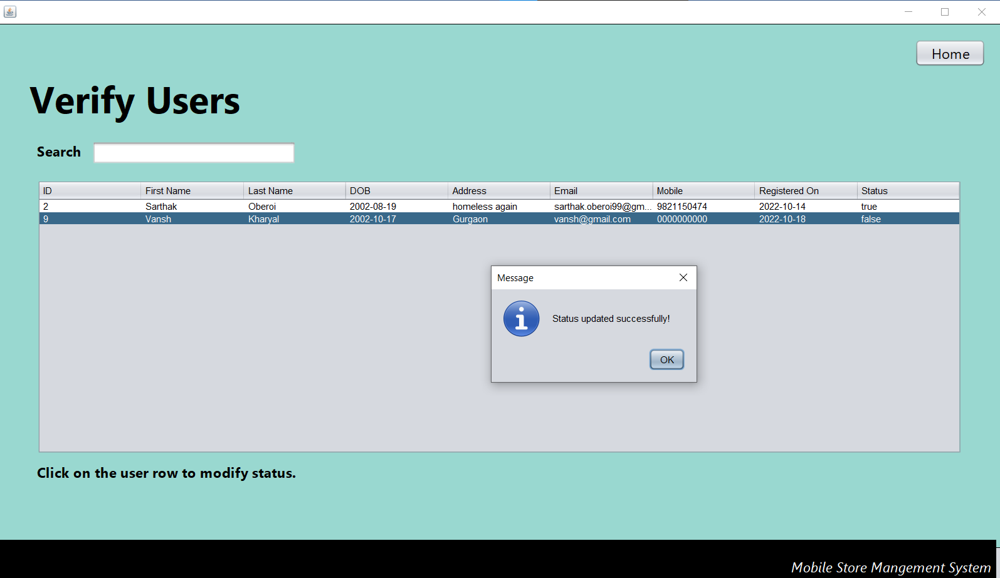 Home
Verify Users
Search
ID First Name Last Name DOB Address Email Mobile Registered On Status
2 Sarthak Oberoi 2002-08-19 homeless again sarthak.oberoi99@gm... 9821150474 2022-10-14 true
9 Vansh Kharyal 2002-10-17 Gurgaon vansh@gmail.com 0000000000 2022-10-18 false
Message
Status updated successfully!
OK
Click on the user row to modify status.
Mobile Store Mangement System